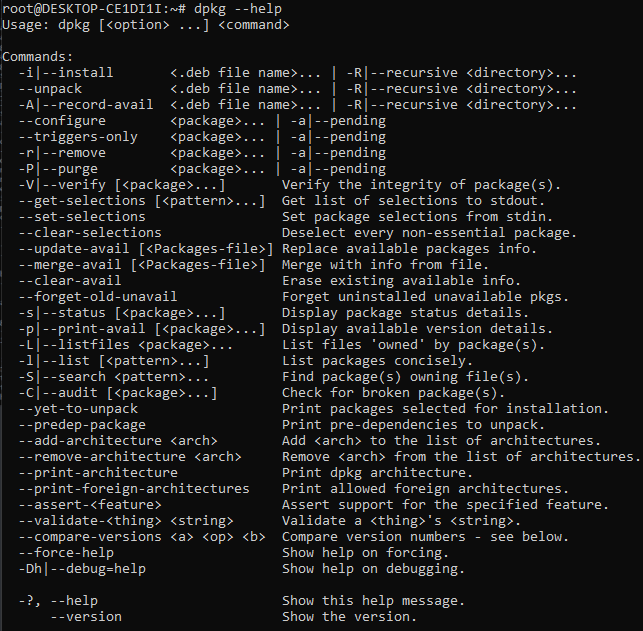 root@DESKTOP-CE1DI1I:~# dpkg --help
Usage: dpkg [<option> ...] <command>

Commands:
  -i|--install       <.deb file name>... | -R|--recursive <directory>...
  --unpack           <.deb file name>... | -R|--recursive <directory>...
  -A|--record-avail  <.deb file name>... | -R|--recursive <directory>...
  --configure        <package>... | -a|--pending
  --triggers-only    <package>... | -a|--pending
  -r|--remove        <package>... | -a|--pending
  -P|--purge         <package>... | -a|--pending
  -V|--verify [<package>...]       Verify the integrity of package(s).
  --get-selections [<pattern>...]  Get list of selections to stdout.
  --set-selections                 Set package selections from stdin.
  --clear-selections               Deselect every non-essential package.
  --update-avail [<Packages-file>] Replace available packages info.
  --merge-avail [<Packages-file>]  Merge with info from file.
  --clear-avail                    Erase existing available info.
  --forget-old-unavail             Forget uninstalled unavailable pkgs.
  -s|--status [<package>...]       Display package status details.
  -p|--print-avail [<package>...]  Display available version details.
  -L|--listfiles <package>...      List files 'owned' by package(s).
  -l|--list [<pattern>...]         List packages concisely.
  -S|--search <pattern>...         Find package(s) owning file(s).
  -C|--audit [<package>...]        Check for broken package(s).
  --yet-to-unpack                  Print packages selected for installation.
  --predep-package                 Print pre-dependencies to unpack.
  --add-architecture <arch>        Add <arch> to the list of architectures.
  --remove-architecture <arch>     Remove <arch> from the list of architectures.
  --print-architecture             Print dpkg architecture.
  --print-foreign-architectures    Print allowed foreign architectures.
  --assert-<feature>               Assert support for the specified feature.
  --validate-<thing> <string>      Validate a <thing>'s <string>.
  --compare-versions <a> <op> <b>  Compare version numbers - see below.
  --force-help                     Show help on forcing.
  -Dh|--debug=help                 Show help on debugging.

  -?, --help                       Show this help message.
      --version                    Show the version.